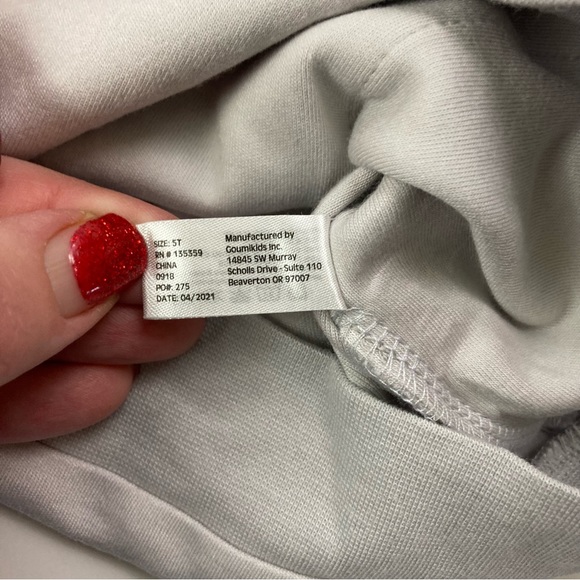 SIZE: 5T
RN # 135359
CHINA
091B
PO#: 275
DATE: 04/2021
Manufactured by
Goumikids Inc.
14845 SW Murray
Scholls Drive - Suite 110
Beaverton OR 97007